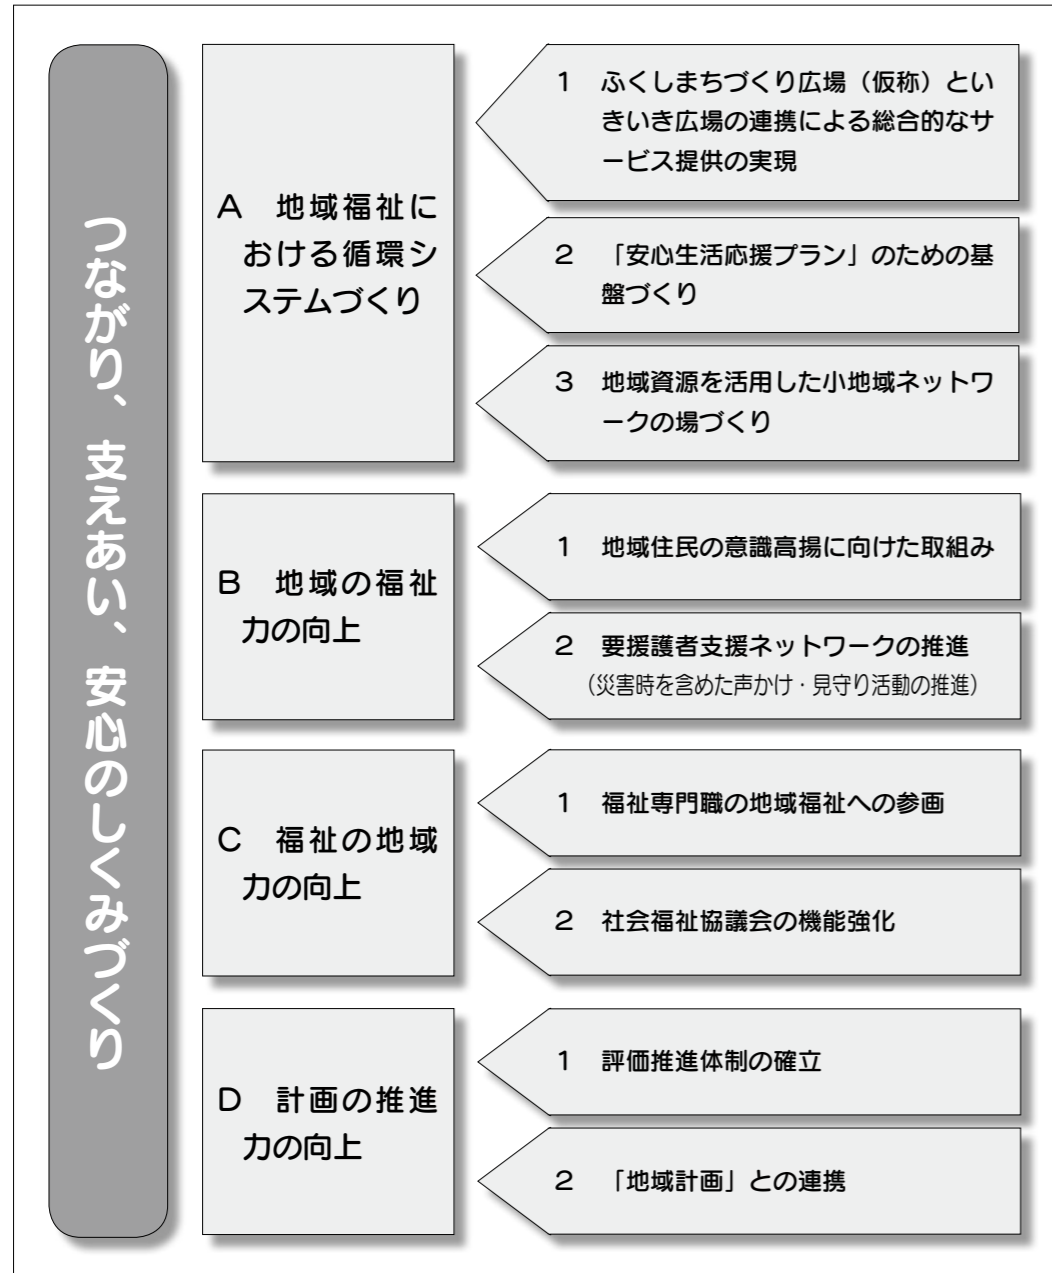 つながり、支えあい、安心のしくみづくり
A 地域福祉に
おける循環シ
ステムづくり
1 ふくしまちづくり広場（仮称）とい
きいき広場の連携による総合的なサ
ービス提供の実現
2 「安心生活応援プラン」のための基
盤づくり
3 地域資源を活用した小地域ネットワ
ークの場づくり
B 地域の福祉
力の向上
1 地域住民の意識高揚に向けた取組み
2 要援護者支援ネットワークの推進
（災害時を含めた声かけ・見守り活動の推進）
C 福祉の地域
力の向上
1 福祉専門職の地域福祉への参画
2 社会福祉協議会の機能強化
D 計画の推進
力の向上
1 評価推進体制の確立
2 「地域計画」との連携